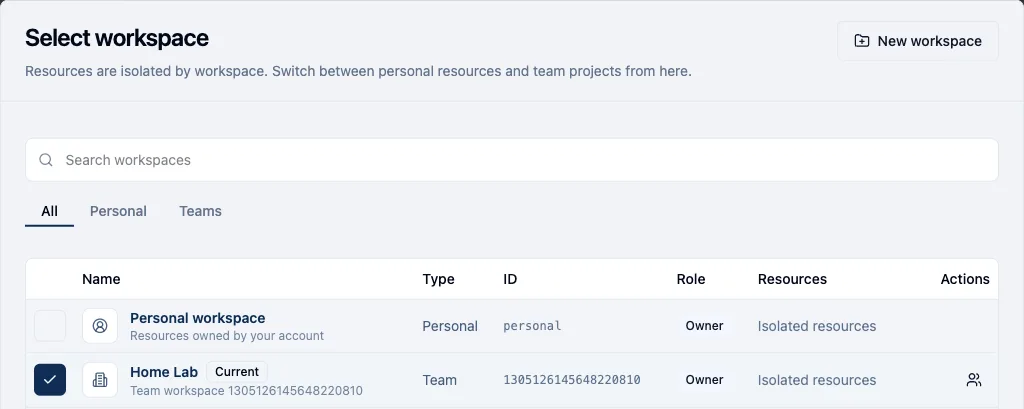 Select workspace
New workspace
Resources are isolated by workspace. Switch between personal resources and team projects from here.
Search workspaces
All Personal Teams
Name Type ID Role Resources Actions
Personal workspace
Resources owned by your account
Personal personal Owner Isolated resources
Home Lab Current
Team workspace 1305126145648220810
Team 1305126145648220810 Owner Isolated resources